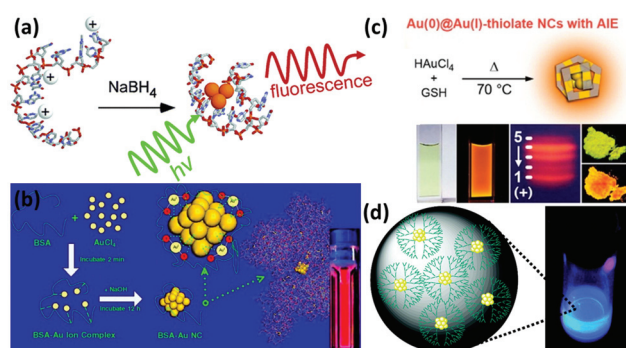 (a)
NaBH4
hν
fluorescence
(c)
Au(0)@Au(I)-thiolate NCs with AIE
HAuCl4
+
GSH
Δ
70 °C
5
1
(+)
(b)
BSA
+
AuCl4
Incubate 2 min
BSA-Au Ion Complex
+ NaOH
Incubate 12 h
BSA-Au NC
(d)